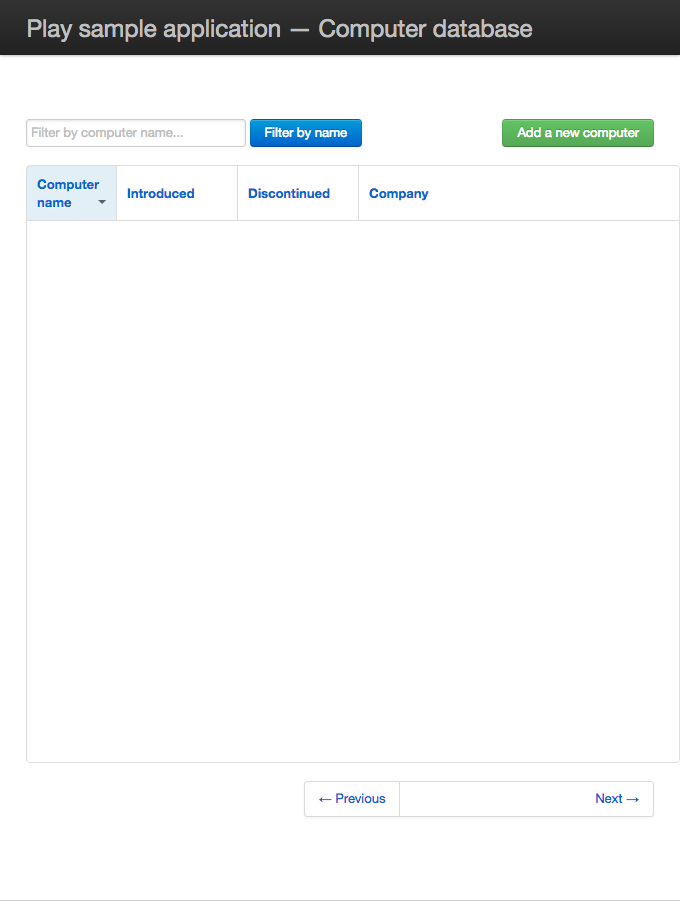 Play sample application — Computer database
Filter by computer name...
Filter by name
Add a new computer
Computer
name
Introduced
Discontinued
Company
← Previous
Next →